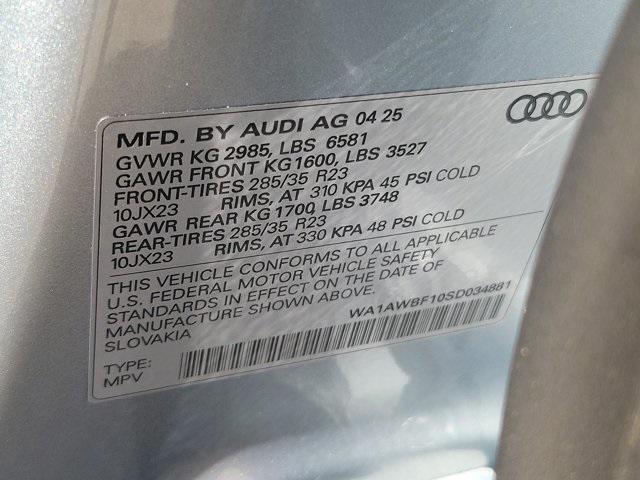 MFD. BY AUDI AG 04 25
GVWR KG 2985, LBS 6581
GAWR FRONT KG1600, LBS 3527
FRONT-TIRES 285/35 R23
10JX23 RIMS, AT 310 KPA 45 PSI COLD
GAWR REAR KG 1700, LBS 3748
REAR-TIRES 285/35 R23
10JX23 RIMS, AT 330 KPA 48 PSI COLD
THIS VEHICLE CONFORMS TO ALL APPLICABLE
U.S. FEDERAL MOTOR VEHICLE SAFETY
STANDARDS IN EFFECT ON THE DATE OF
MANUFACTURE SHOWN ABOVE.
SLOVAKIA
WA1AWBF10SD034881
TYPE:
MPV